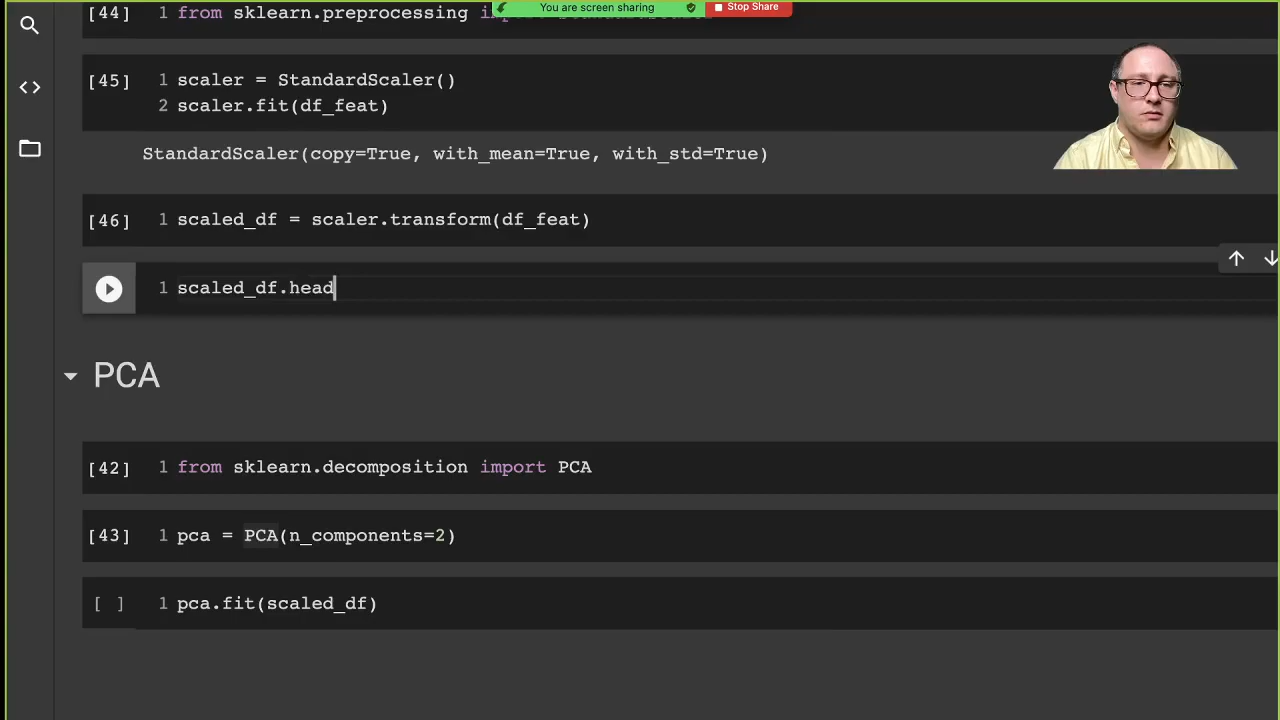 You are screen sharing
Stop Share
[44] 1 from sklearn.preprocessing
[45] 1 scaler = StandardScaler()
2 scaler.fit(df_feat)
StandardScaler(copy=True, with_mean=True, with_std=True)
[46] 1 scaled_df = scaler.transform(df_feat)
1 scaled_df.head
PCA
[42] 1 from sklearn.decomposition import PCA
[43] 1 pca = PCA(n_components=2)
[ ] 1 pca.fit(scaled_df)